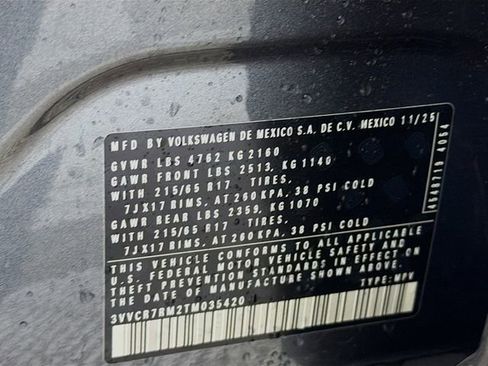 MFD BY VOLKSWAGEN DE MEXICO S.A. DE C.V. MEXICO 11/25
GVWR LBS 4762 KG 2160
GAWR FRONT LBS 2513, KG 1140
WITH 215/65 R17 TIRES,
7JX17 RIMS, AT 260 KPA, 38 PSI COLD
GAWR REAR LBS 2359, KG 1070
WITH 215/65 R17 TIRES,
7JX17 RIMS, AT 260 KPA, 38 PSI COLD
THIS VEHICLE CONFORMS TO ALL APPLICABLE
U.S. FEDERAL MOTOR VEHICLE SAFETY AND
THEFT PREVENTION STANDARDS IN EFFECT ON
THE DATE OF MANUFACTURE SHOWN ABOVE.
3VVCR7RM2TM035420 TYPE: MPV